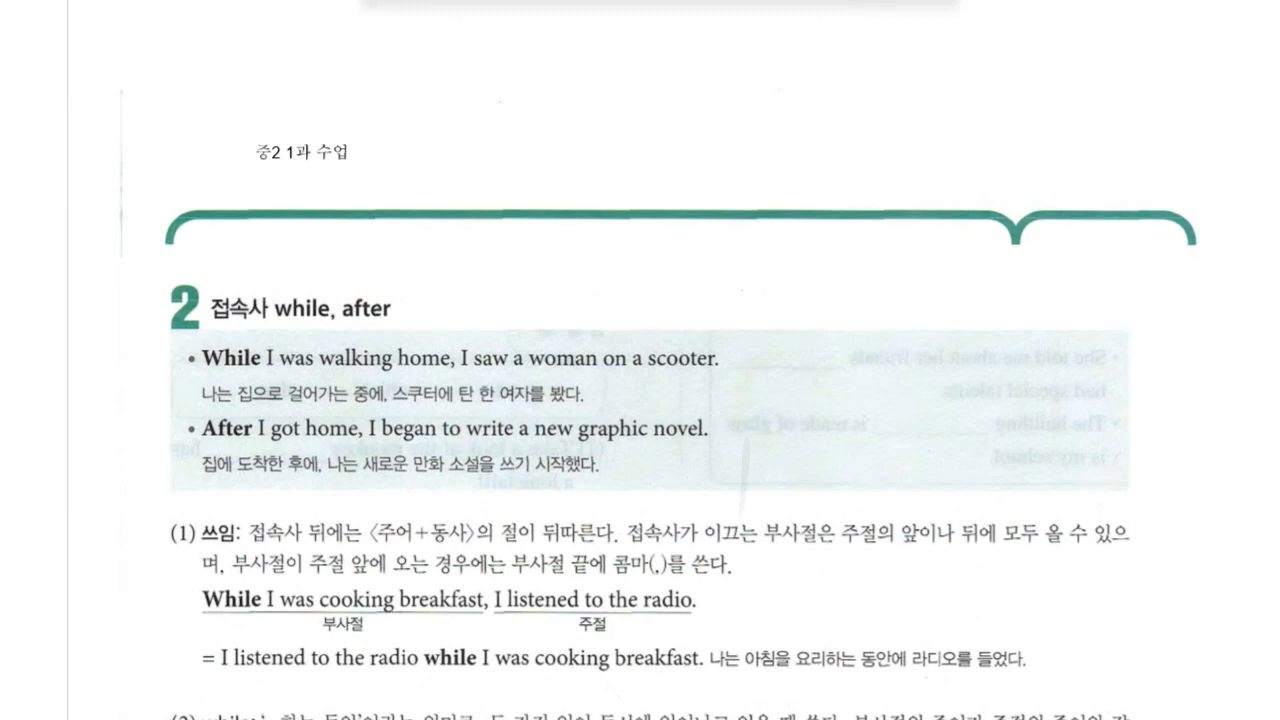 중2 1과 수업
2 접속사 while, after
• While I was walking home, I saw a woman on a scooter.
나는 집으로 걸어가는 중에, 스쿠터에 탄 한 여자를 봤다.
• After I got home, I began to write a new graphic novel.
집에 도착한 후에, 나는 새로운 만화 소설을 쓰기 시작했다.
(1) 쓰임: 접속사 뒤에는 〈주어+동사〉의 절이 뒤따른다. 접속사가 이끄는 부사절은 주절의 앞이나 뒤에 모두 올 수 있으
며, 부사절이 주절 앞에 오는 경우에는 부사절 끝에 콤마(,)를 쓴다.
While I was cooking breakfast, I listened to the radio.
부사절 주절
= I listened to the radio while I was cooking breakfast. 나는 아침을 요리하는 동안에 라디오를 들었다.